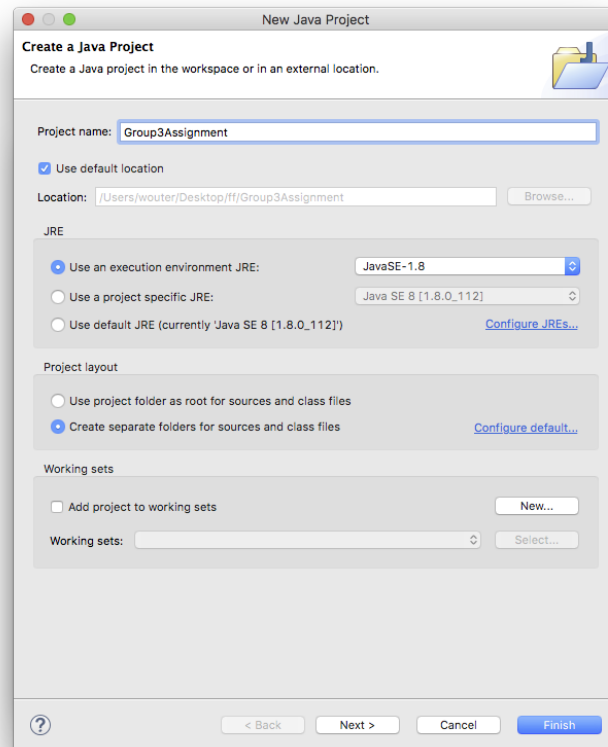 New Java Project
Create a Java Project
Create a Java project in the workspace or in an external location.
Project name: Group3Assignment
Use default location
Location: /Users/wouter/Desktop/ff/Group3Assignment Browse...
JRE
Use an execution environment JRE: JavaSE-1.8
Use a project specific JRE: Java SE 8 [1.8.0_112]
Use default JRE (currently 'Java SE 8 [1.8.0_112]') Configure JREs...
Project layout
Use project folder as root for sources and class files
Create separate folders for sources and class files Configure default...
Working sets
Add project to working sets New...
Working sets: Select...
? < Back Next > Cancel Finish